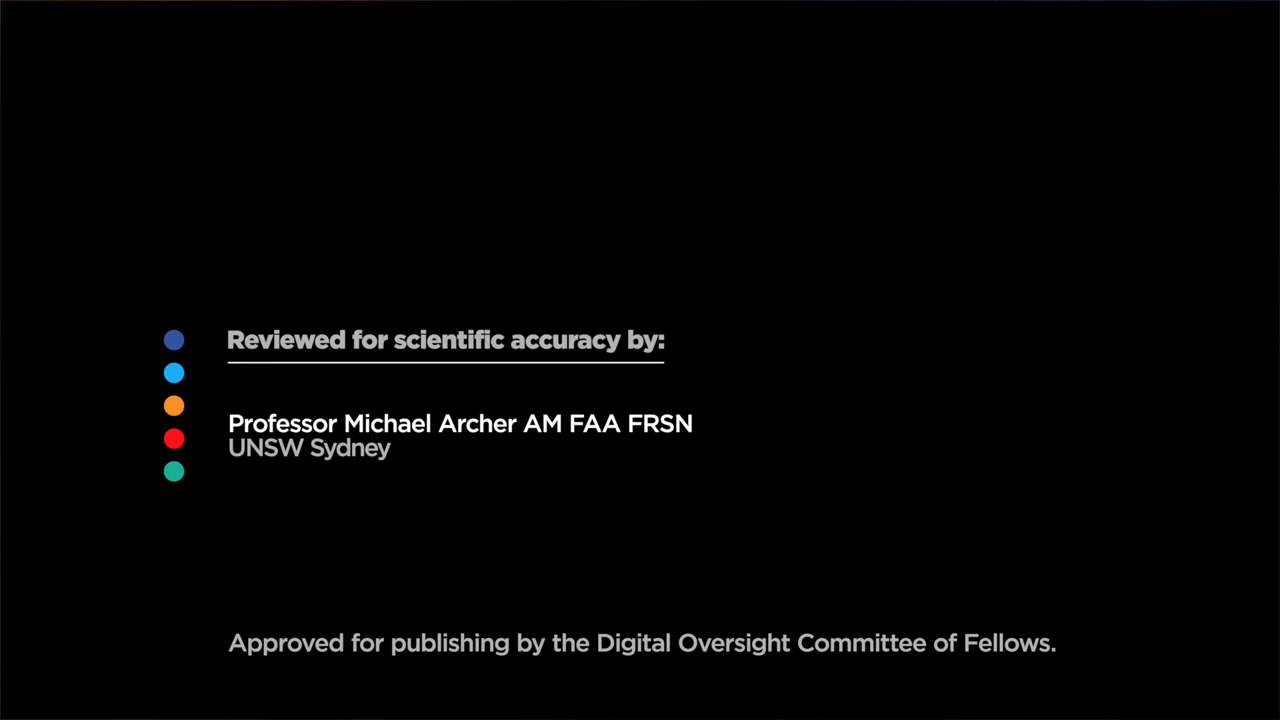 Reviewed for scientific accuracy by:
Professor Michael Archer AM FAA FRSN
UNSW Sydney
Approved for publishing by the Digital Oversight Committee of Fellows.